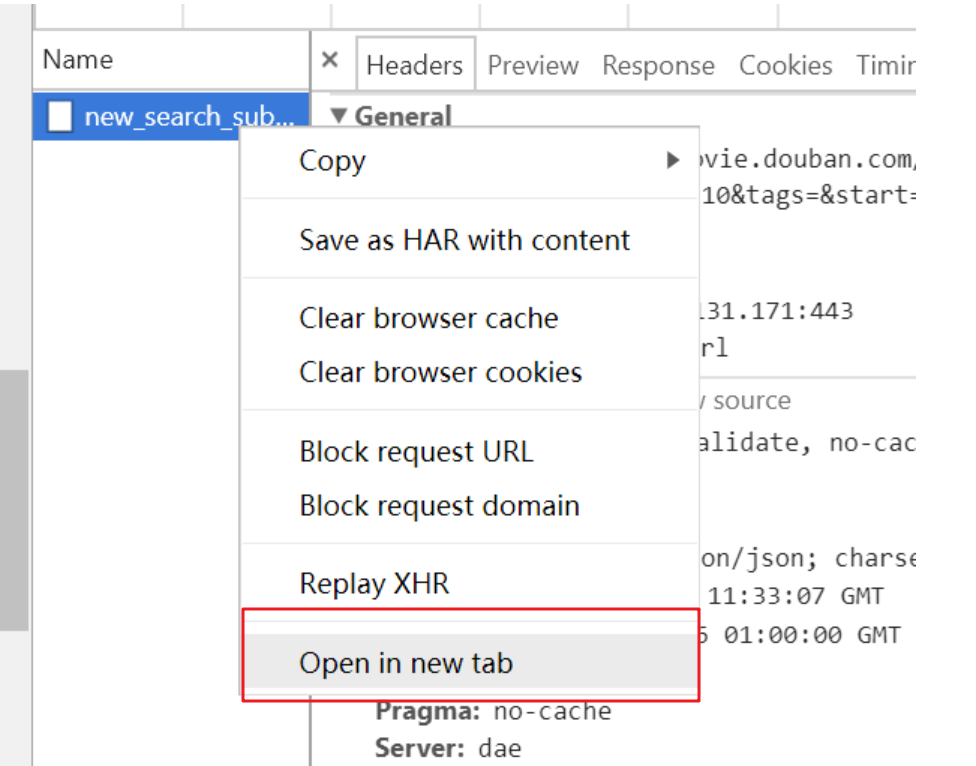 Name
× Headers Preview Response Cookies
new_search_sub...
▼ General
Copy ▶
ovie.douban.com/
10&tags=&start=
Save as HAR with content
Clear browser cache
131.171:443
rl
Clear browser cookies
source
Block request URL
alidate, no-cac
Block request domain
on/json; charse
Replay XHR
11:33:07 GMT
01:00:00 GMT
Open in new tab
Pragma: no-cache
Server: dae